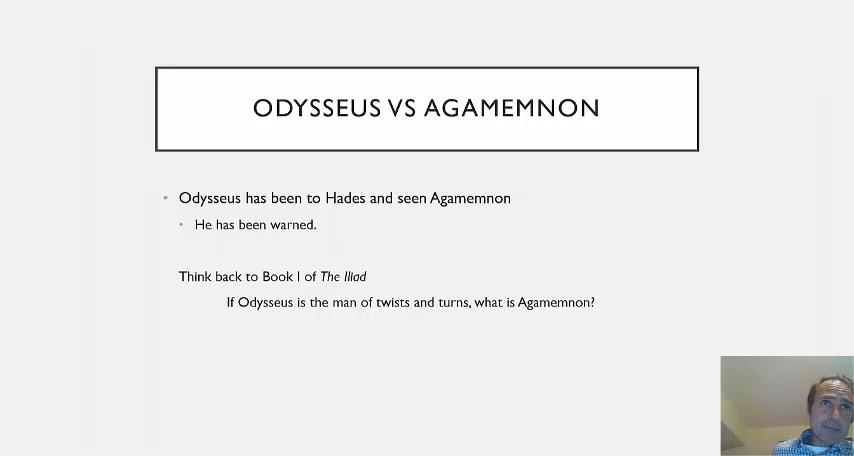 ODYSSEUS VS AGAMEMNON
• Odysseus has been to Hades and seen Agamemnon
• He has been warned.
Think back to Book I of The Iliad
If Odysseus is the man of twists and turns, what is Agamemnon?